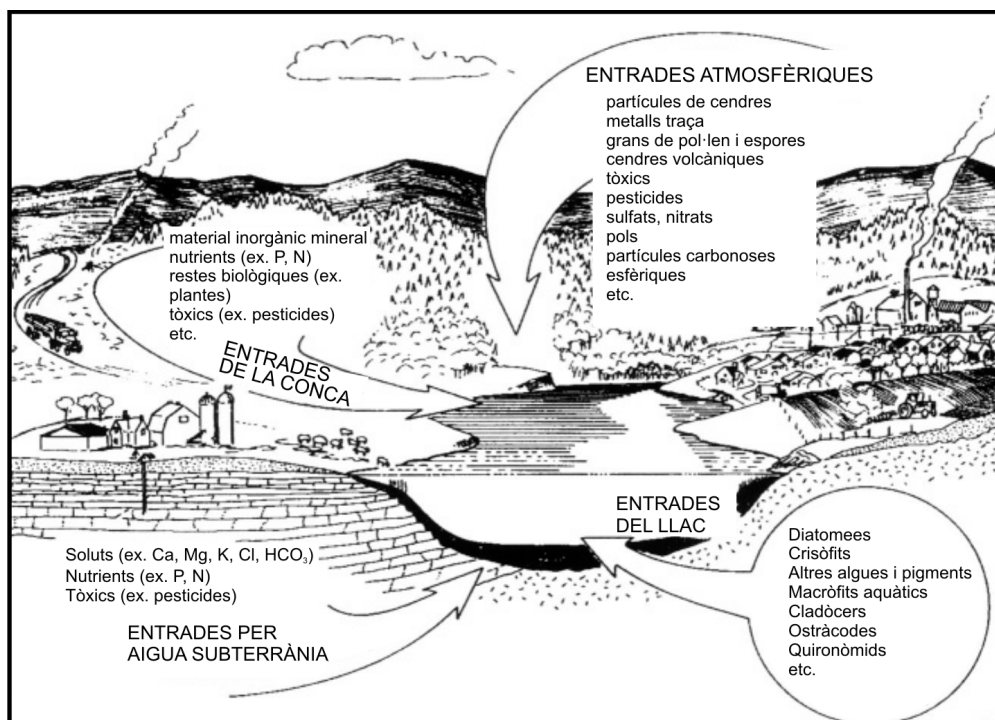 ENTRADES ATMOSFÈRIQUES
partícules de cendres
metalls traça
grans de pol·len i espores
cendres volcàniques
tòxics
pesticides
sulfats, nitrats
pols
partícules carbonoses
esfèriques
etc.
material inorgànic mineral
nutrients (ex. P, N)
restes biològiques (ex.
plantes)
tòxics (ex. pesticides)
etc.
ENTRADES
DE LA CONCA
ENTRADES
DEL LLAC
Diatomees
Crisòfits
Altres algues i pigments
Macròfits aquàtics
Cladòcers
Ostràcodes
Quironòmids
etc.
Soluts (ex. Ca, Mg, K, Cl, HCO₃)
Nutrients (ex. P, N)
Tòxics (ex. pesticides)
ENTRADES PER
AIGUA SUBTERRÀNIA